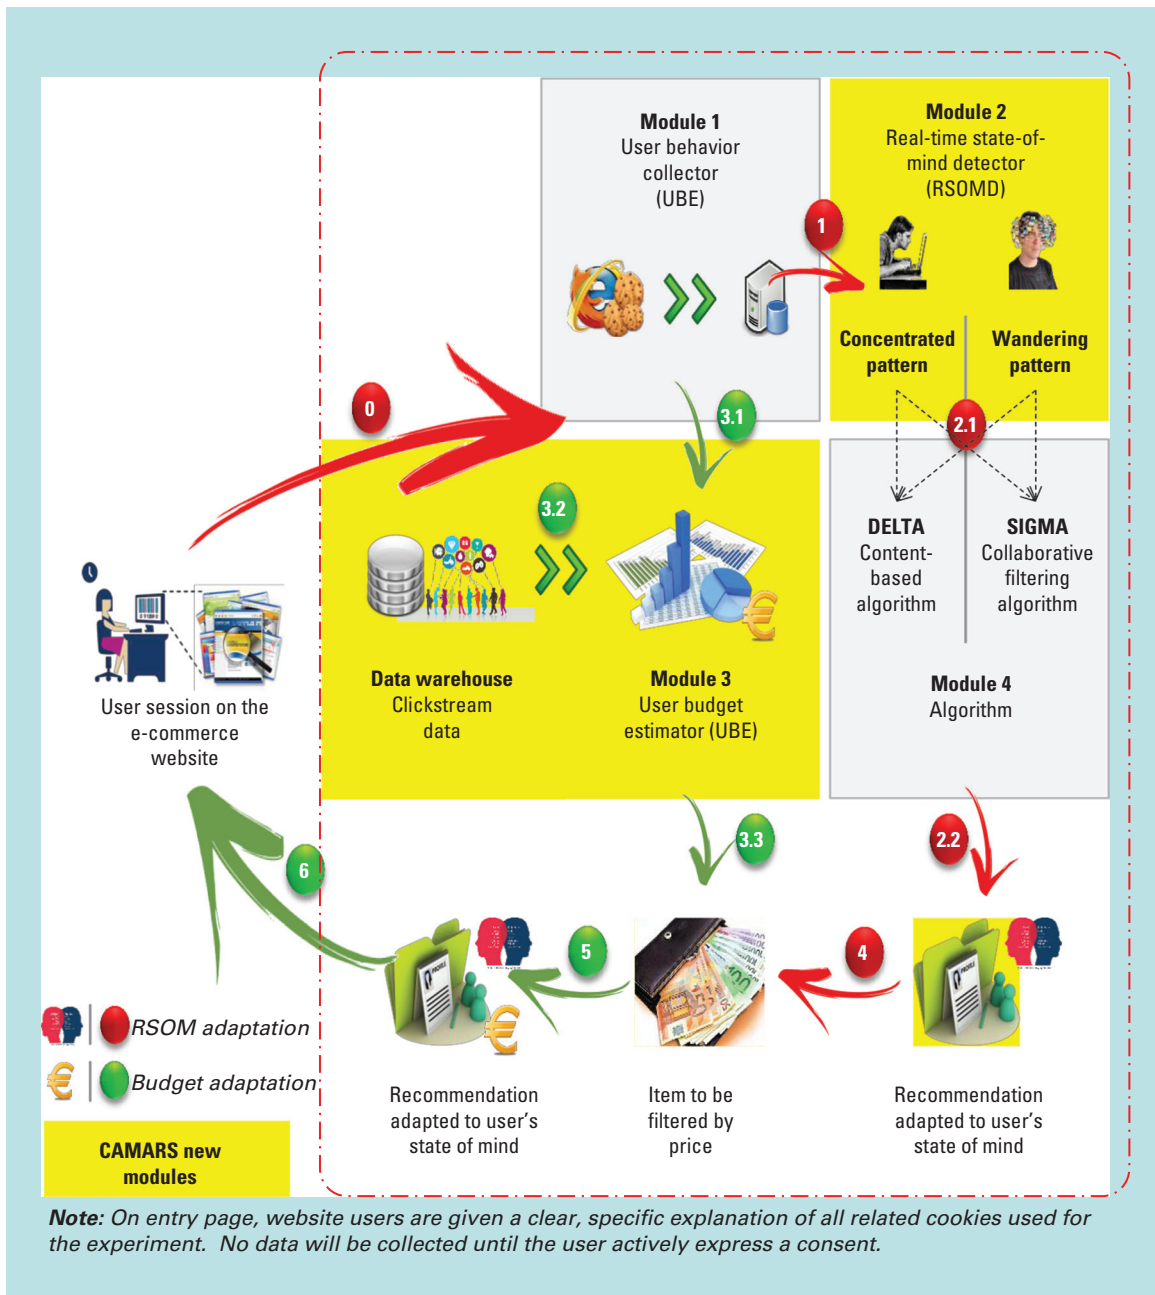 Module 1
User behavior
collector
(UBE)
Module 2
Real-time state-of-
mind detector
(RSOMD)
1
Concentrated
pattern
Wandering
pattern
0
3.1
2.1
3.2
DELTA
Content-
based
algorithm
SIGMA
Collaborative
filtering
algorithm
User session on the
e-commerce
website
Data warehouse
Clickstream
data
Module 3
User budget
estimator (UBE)
Module 4
Algorithm
3.3
2.2
6
5
4
PROFILE
PROFILE
RSOM adaptation
Budget adaptation
CAMARS new
modules
Recommendation
adapted to user's
state of mind
Item to be
filtered by
price
Recommendation
adapted to user's
state of mind
Note: On entry page, website users are given a clear, specific explanation of all related cookies used for
the experiment. No data will be collected until the user actively express a consent.